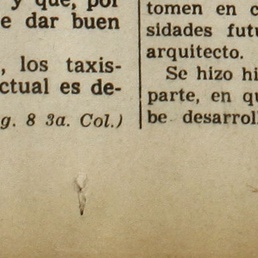 y que, por
e dar buen
, los taxis-
ctual es de-
g. 8 3a. Col.)
tomen en c
sidades futu
arquitecto.
Se hizo hi
parte, en qu
be desarroll